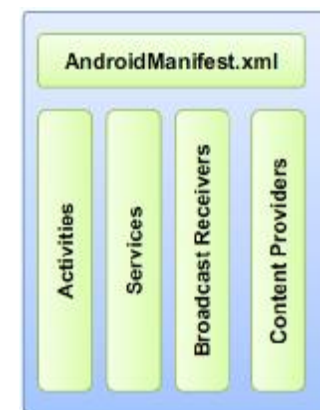 AndroidManifest.xml
Activities
Services
Broadcast Receivers
Content Providers